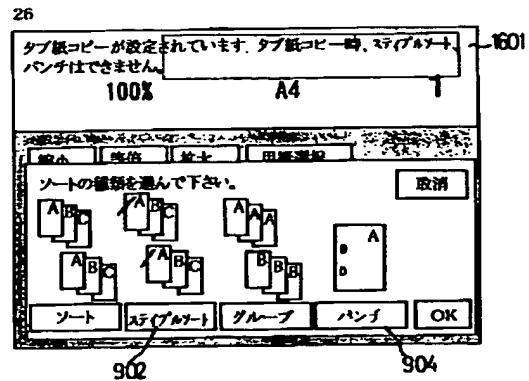 26
タブ紙コピーが設定されています. タブ紙コピー時、ステイプルソート、
パンチはできません。
1601
100% A4 1
縮小 等倍 拡大 用紙選択
ソートの種類を選んで下さい。 取消
A B C A B C A A A A
A B C A B C B B B
ソート ステイプルソート グループ パンチ OK
902 904